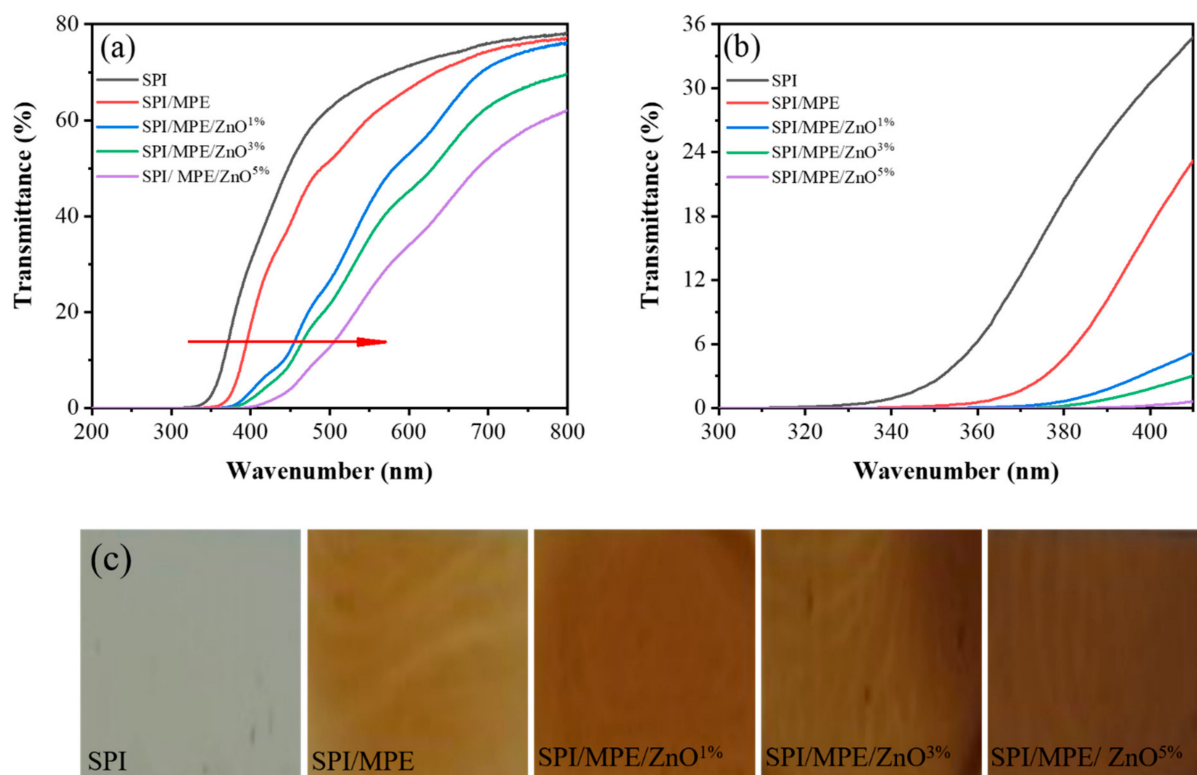 (a)
80
60
40
20
0
Transmittance (%)
SPI
SPI/MPE
SPI/MPE/ZnO1%
SPI/MPE/ZnO3%
SPI/ MPE/ZnO5%
200 300 400 500 600 700 800
Wavenumber (nm)
(b)
36
30
24
18
12
6
0
Transmittance (%)
SPI
SPI/MPE
SPI/MPE/ZnO1%
SPI/MPE/ZnO3%
SPI/MPE/ZnO5%
300 320 340 360 380 400
Wavenumber (nm)
(c)
SPI
SPI/MPE
SPI/MPE/ZnO1%
SPI/MPE/ZnO3%
SPI/MPE/ ZnO5%